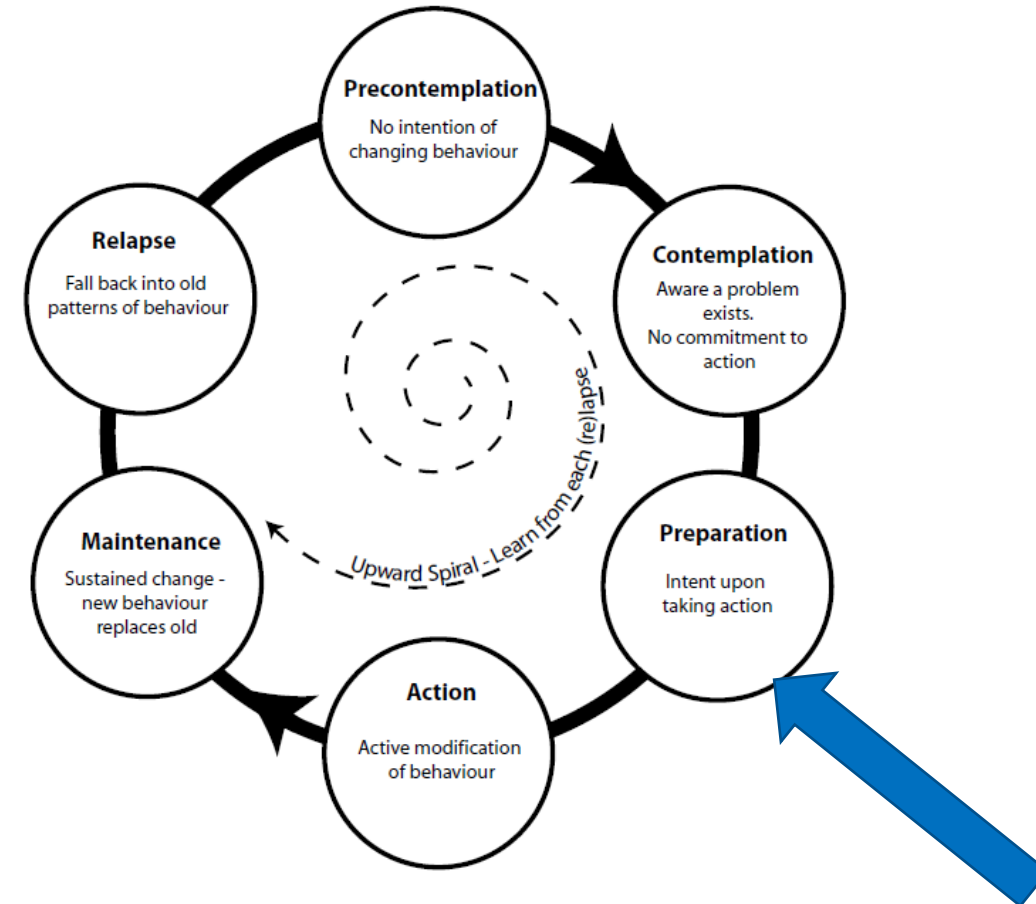 Precontemplation
No intention of
changing behaviour
Contemplation
Aware a problem
exists.
No commitment to
action
Preparation
Intent upon
taking action
Action
Active modification
of behaviour
Maintenance
Sustained change -
new behaviour
replaces old
Relapse
Fall back into old
patterns of behaviour
Upward Spiral - Learn from each (re)lapse